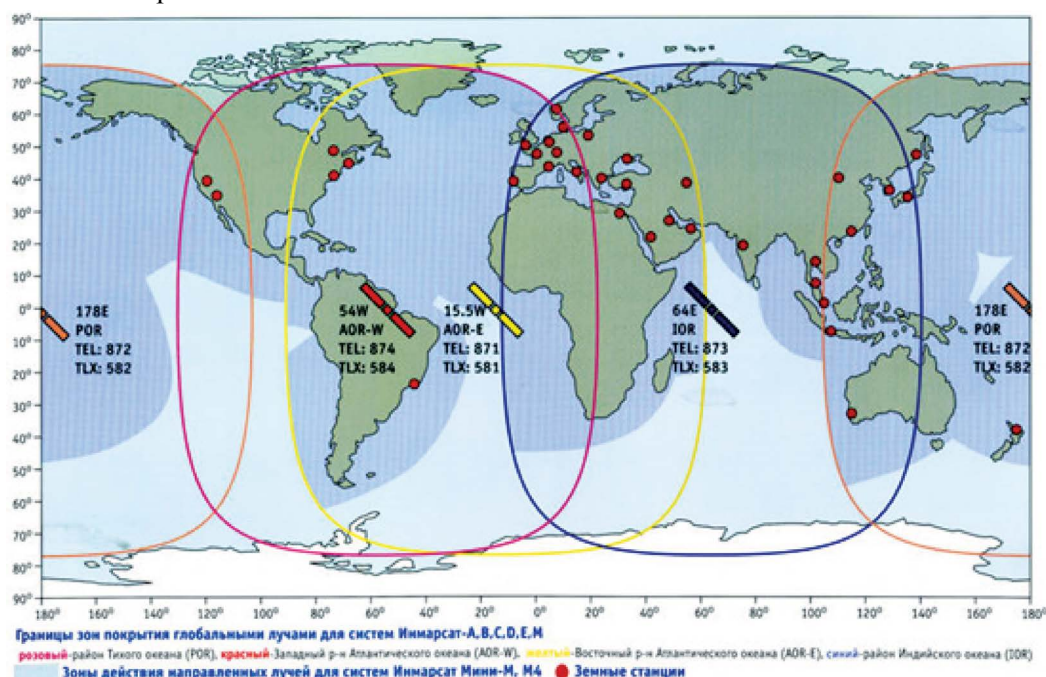 90°
80°
70°
60°
50°
40°
30°
20°
10°
0°
10°
20°
30°
40°
50°
60°
70°
80°
90°
178E
POR
TEL: 872
TLX: 582
54W
AOR-W
TEL: 874
TLX: 584
15.5W
AOR-E
TEL: 871
TLX: 581
64E
IOR
TEL: 873
TLX: 583
178E
POR
TEL: 872
TLX: 582
180° 160° 140° 120° 100° 80° 60° 40° 20° 0° 20° 40° 60° 80° 100° 120° 140° 160° 180°
Границы зон покрытия глобальными лучами для систем Инмарсат-А,В,С,D,Е,М
розовый-район Тихого океана (POR), красный-Западный р-н Атлантического океана (AOR-W), желтый-Восточный р-н Атлантического океана (AOR-E), синий-район Индийского океана (IOR)
Зоны действия направленных лучей для систем Инмарсат Мини-М, М4 Земные станции